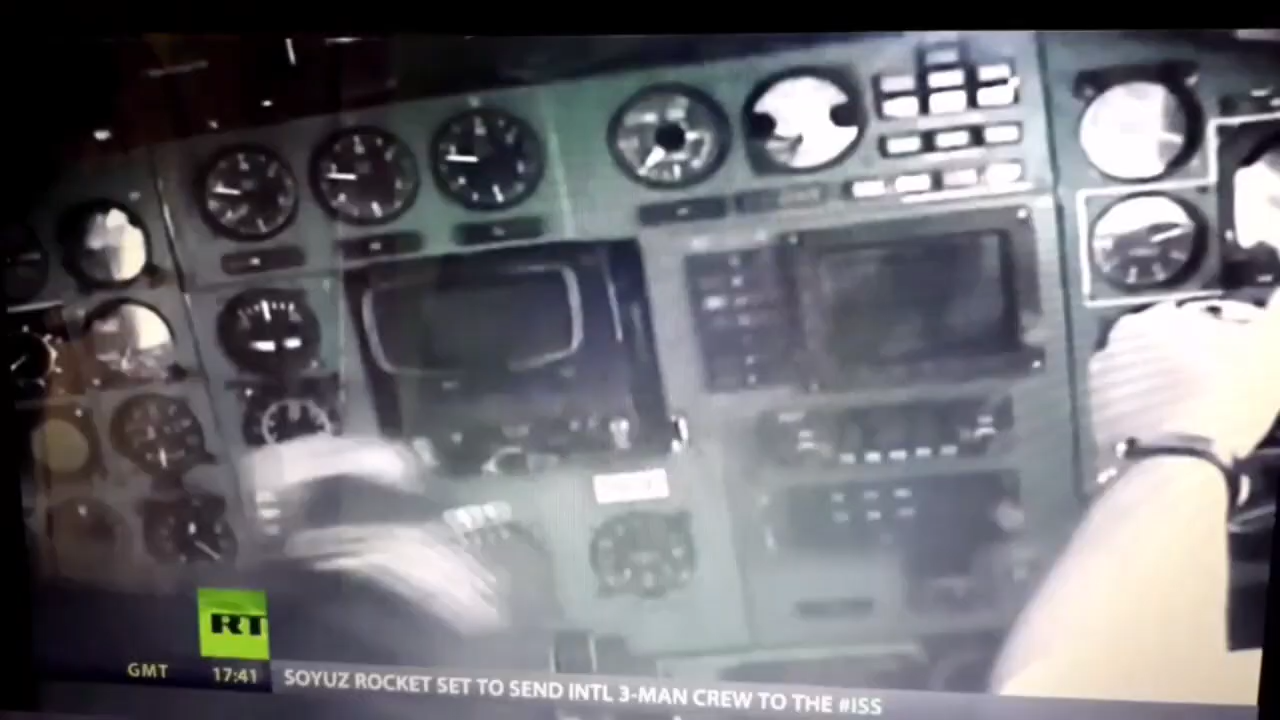 RT
GMT 17:41 SOYUZ ROCKET SET TO SEND INTL 3-MAN CREW TO THE #ISS